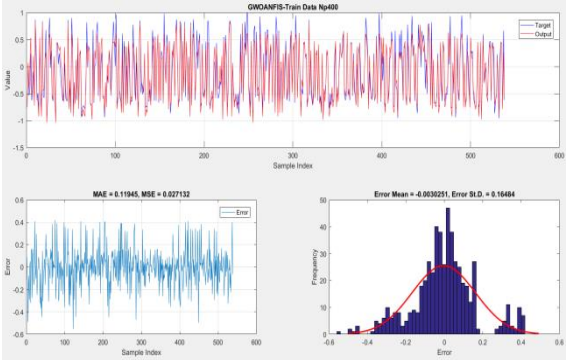 GWOANFIS-Train Data Np400
1
0.5
0
-0.5
-1
-1.5
Value
Target
Output
0 100 200 300 400 500 600
Sample Index
MAE = 0.11945, MSE = 0.027132
0.6
0.4
0.2
0
-0.2
-0.4
-0.6
Error
Error
0 100 200 300 400 500 600
Sample Index
Error Mean = -0.0030251, Error St.D. = 0.16484
50
40
30
20
10
0
Frequency
-0.6 -0.4 -0.2 0 0.2 0.4 0.6
Error